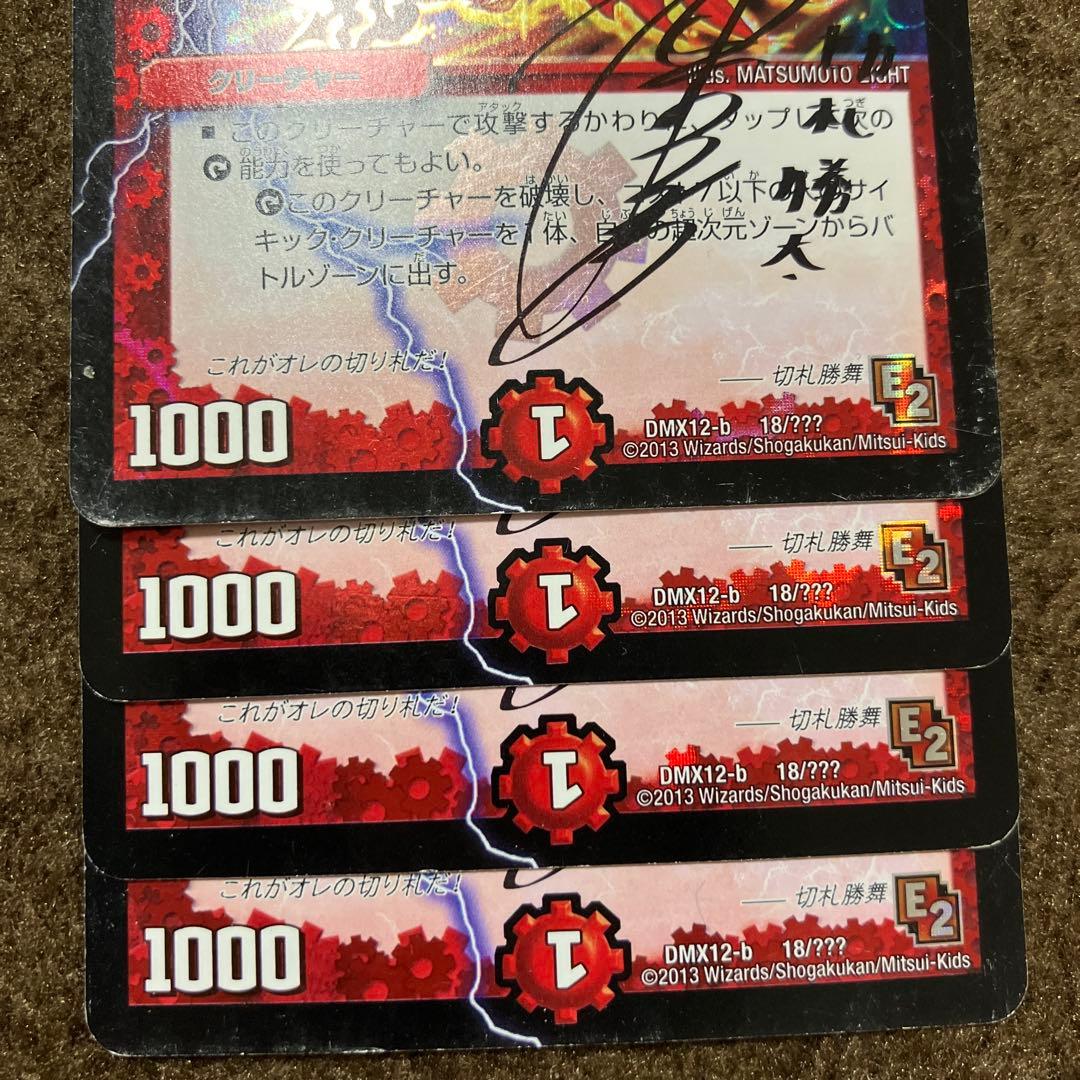 クリーチャー
illus. MATSUMOTO EIGHT
■ このクリーチャーで攻撃するかわりに、タップして次の
能力を使ってもよい。
このクリーチャーを破壊し、コスト7以下の サイ
キック・クリーチャーを1体、自分の超次元ゾーンからバ
トルゾーンに出す。
札
勝
太
これがオレの切り札だ!
—— 切札勝舞
E2
1000
1
DMX12-b 18/???
©2013 Wizards/Shogakukan/Mitsui-Kids
これがオレの切り札だ!
—— 切札勝舞
E2
1000
1
DMX12-b 18/???
©2013 Wizards/Shogakukan/Mitsui-Kids
これがオレの切り札だ!
—— 切札勝舞
E2
1000
1
DMX12-b 18/???
©2013 Wizards/Shogakukan/Mitsui-Kids
これがオレの切り札だ!
—— 切札勝舞
E2
1000
1
DMX12-b 18/???
©2013 Wizards/Shogakukan/Mitsui-Kids